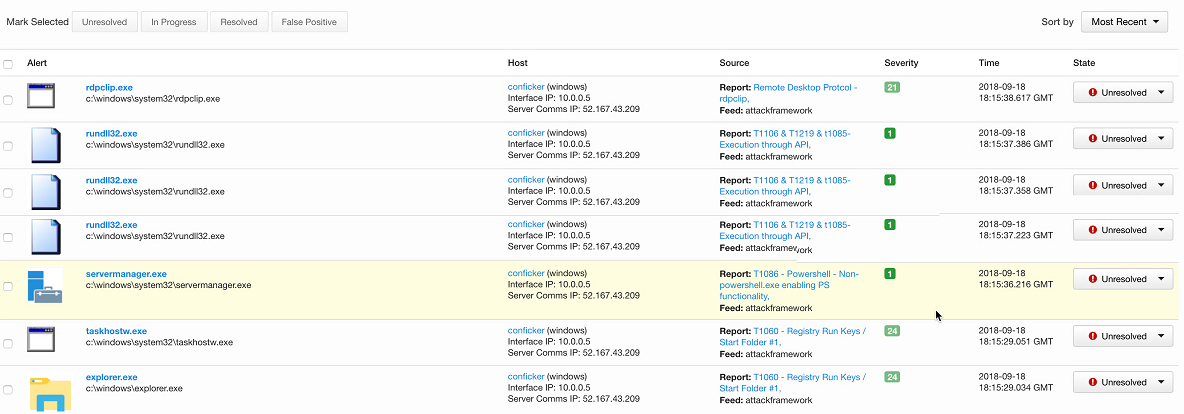 Mark Selected Unresolved In Progress Resolved False Positive Sort by Most Recent
Alert Host Source Severity Time State
rdpclip.exe
c:\windows\system32\rdpclip.exe
conficker (windows)
Interface IP: 10.0.0.5
Server Comms IP: 52.167.43.209
Report: Remote Desktop Protcol -
rdpclip,
Feed: attackframework
21
2018-09-18
18:15:38.617 GMT
Unresolved
rundll32.exe
c:\windows\system32\rundll32.exe
conficker (windows)
Interface IP: 10.0.0.5
Server Comms IP: 52.167.43.209
Report: T1106 & T1219 & t1085-
Execution through API,
Feed: attackframework
1
2018-09-18
18:15:37.386 GMT
Unresolved
rundll32.exe
c:\windows\system32\rundll32.exe
conficker (windows)
Interface IP: 10.0.0.5
Server Comms IP: 52.167.43.209
Report: T1106 & T1219 & t1085-
Execution through API,
Feed: attackframework
1
2018-09-18
18:15:37.358 GMT
Unresolved
rundll32.exe
c:\windows\system32\rundll32.exe
conficker (windows)
Interface IP: 10.0.0.5
Server Comms IP: 52.167.43.209
Report: T1106 & T1219 & t1085-
Execution through API,
Feed: attackframework
1
2018-09-18
18:15:37.223 GMT
Unresolved
servermanager.exe
c:\windows\system32\servermanager.exe
conficker (windows)
Interface IP: 10.0.0.5
Server Comms IP: 52.167.43.209
Report: T1086 - Powershell - Non-
powershell.exe enabling PS
functionality,
Feed: attackframework
1
2018-09-18
18:15:36.216 GMT
Unresolved
taskhostw.exe
c:\windows\system32\taskhostw.exe
conficker (windows)
Interface IP: 10.0.0.5
Server Comms IP: 52.167.43.209
Report: T1060 - Registry Run Keys /
Start Folder #1,
Feed: attackframework
24
2018-09-18
18:15:29.051 GMT
Unresolved
explorer.exe
c:\windows\explorer.exe
conficker (windows)
Interface IP: 10.0.0.5
Server Comms IP: 52.167.43.209
Report: T1060 - Registry Run Keys /
Start Folder #1,
Feed: attackframework
24
2018-09-18
18:15:29.034 GMT
Unresolved